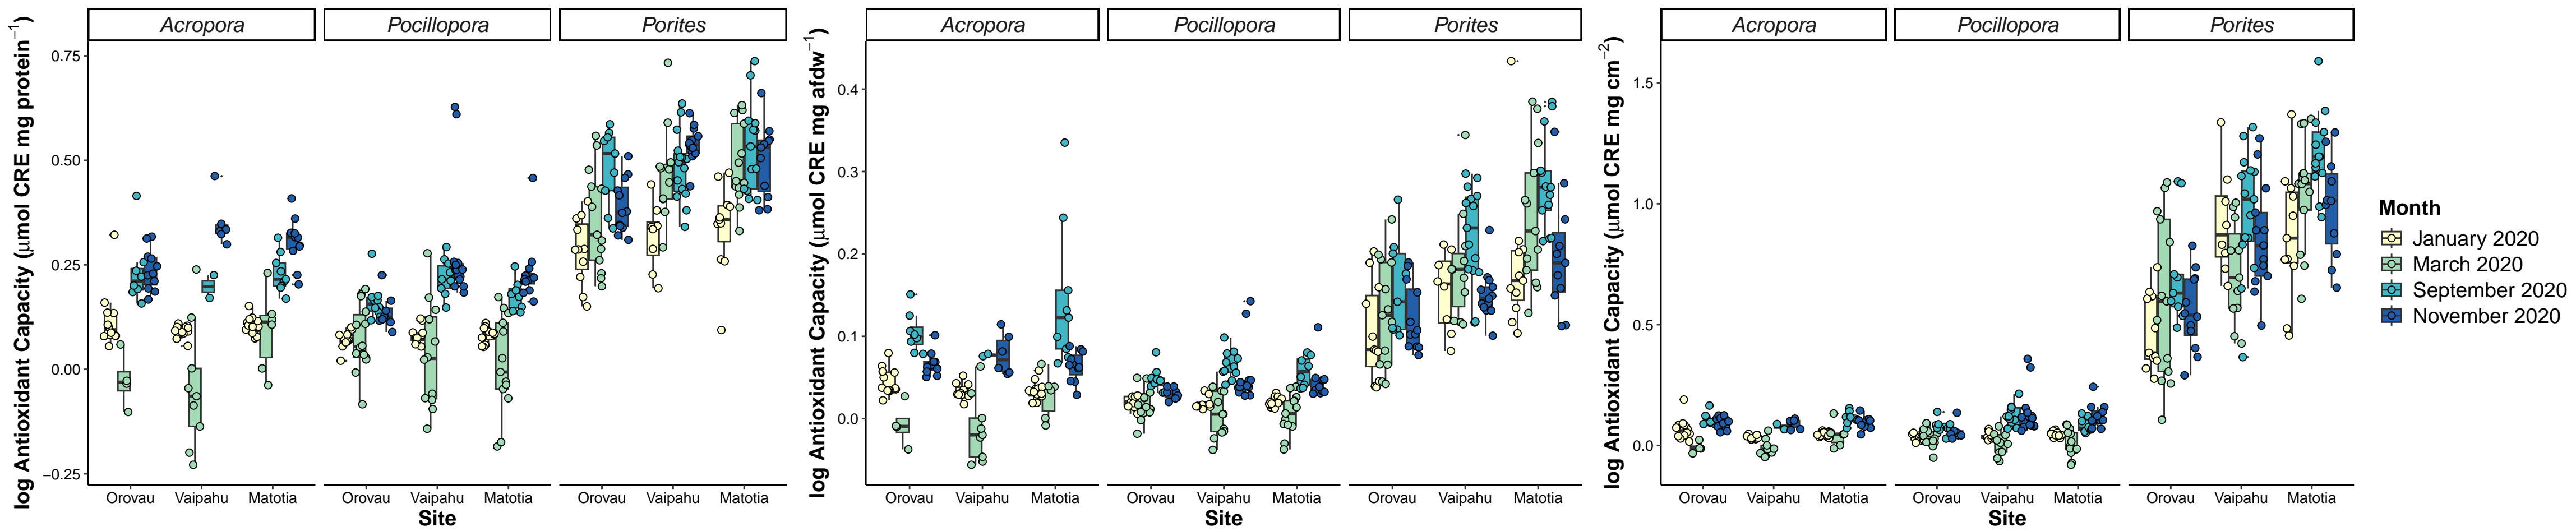 log Antioxidant Capacity (μmol CRE mg protein⁻¹)
Acropora Pocillopora Porites
0.75
0.50
0.25
0.00
−0.25
Orovau Vaipahu Matotia Orovau Vaipahu Matotia Orovau Vaipahu Matotia
Site
log Antioxidant Capacity (μmol CRE mg afdw⁻¹)
Acropora Pocillopora Porites
0.4
0.3
0.2
0.1
0.0
Orovau Vaipahu Matotia Orovau Vaipahu Matotia Orovau Vaipahu Matotia
Site
log Antioxidant Capacity (μmol CRE mg cm⁻²)
Acropora Pocillopora Porites
1.5
1.0
0.5
0.0
Orovau Vaipahu Matotia Orovau Vaipahu Matotia Orovau Vaipahu Matotia
Site
Month
January 2020
March 2020
September 2020
November 2020